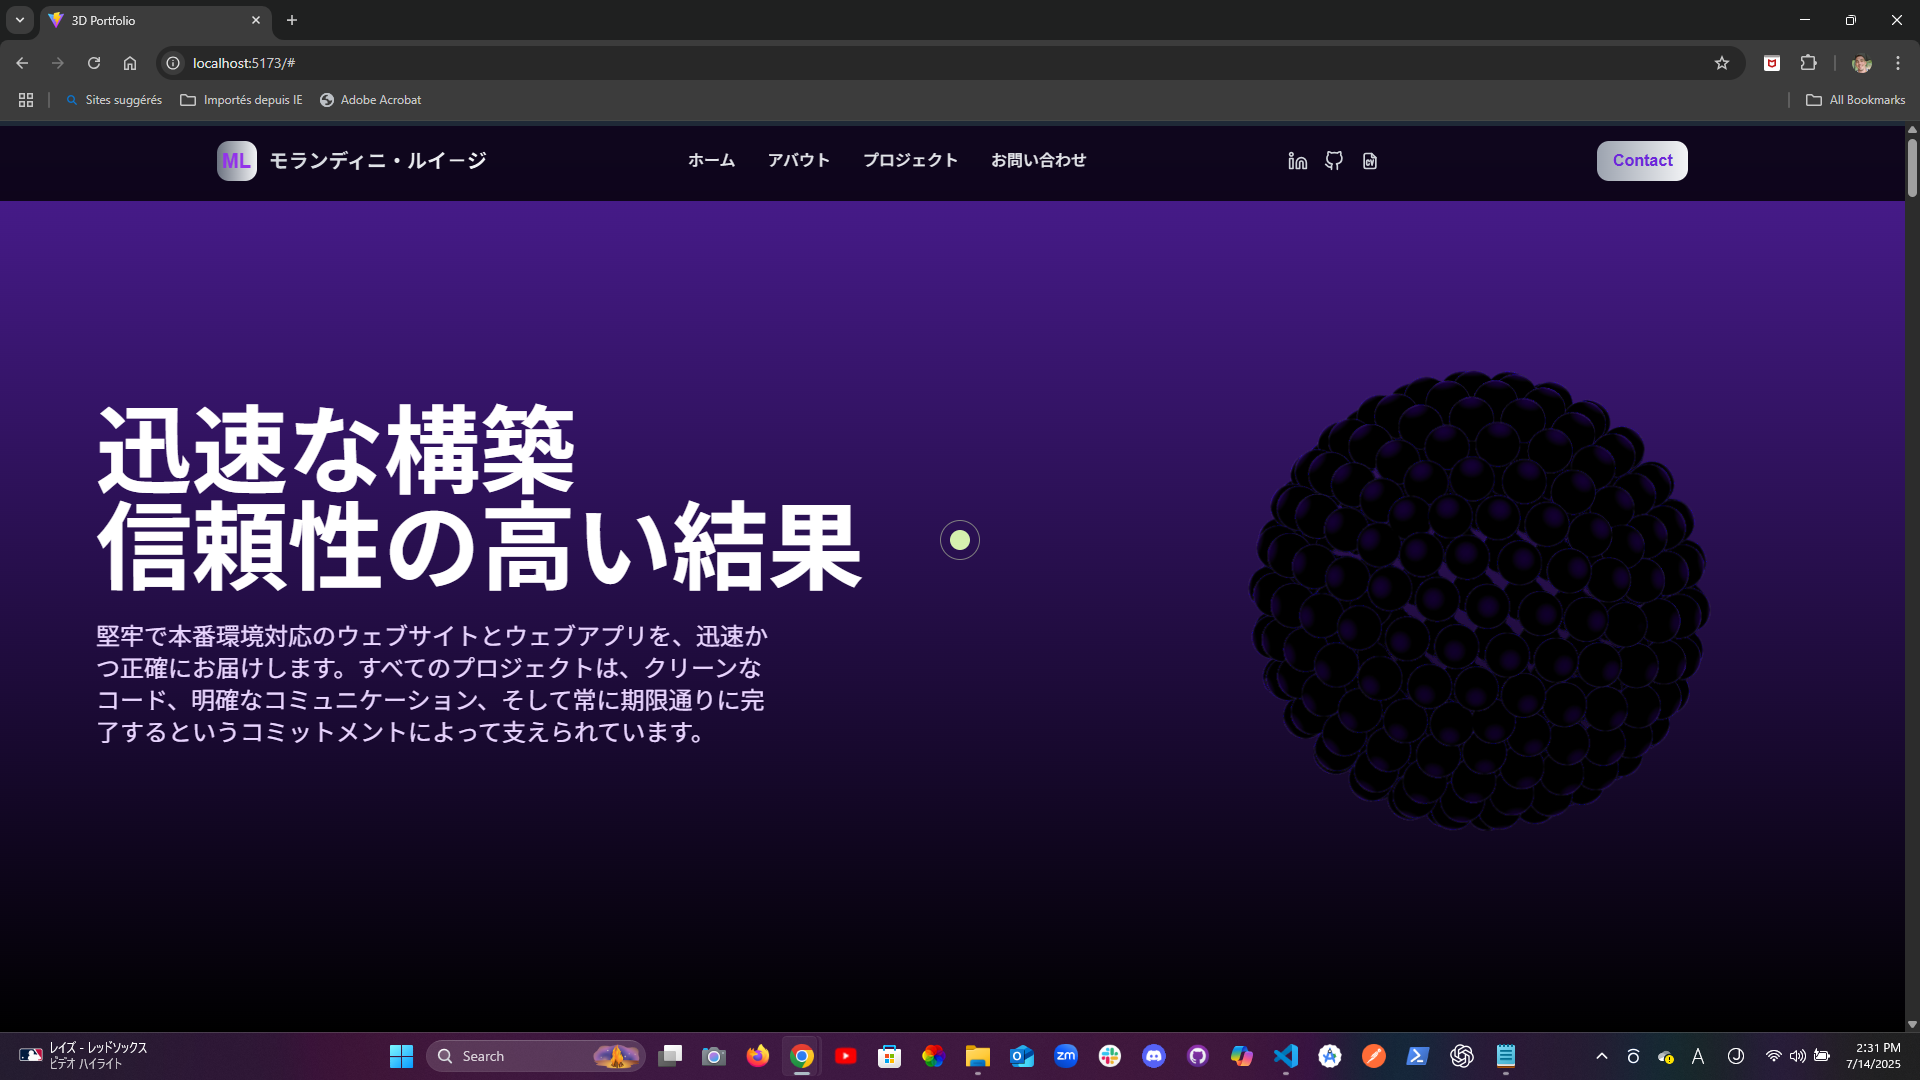 3D Portfolio
localhost:5173/#
Sites suggérés
Importés depuis IE
Adobe Acrobat
All Bookmarks
ML モランディニ・ルイージ
ホーム アバウト プロジェクト お問い合わせ
CV
Contact
迅速な構築
信頼性の高い結果
堅牢で本番環境対応のウェブサイトとウェブアプリを、迅速か
つ正確にお届けします。すべてのプロジェクトは、クリーンな
コード、明確なコミュニケーション、そして常に期限通りに完
了するというコミットメントによって支えられています。
レイズ - レッドソックス
ビデオ ハイライト
Search
zm
A
2:31 PM
7/14/2025